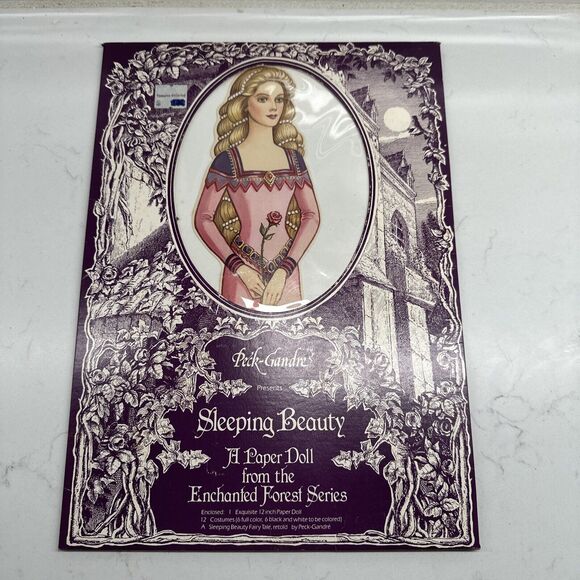 Peck-Gandré
Presents
Sleeping Beauty
A Paper Doll
from the
Enchanted Forest Series
Enclosed: 1 Exquisite 12 inch Paper Doll
12 Costumes (6 full color, 6 black and white to be colored)
A Sleeping Beauty Fairy Tale, retold by Peck-Gandré